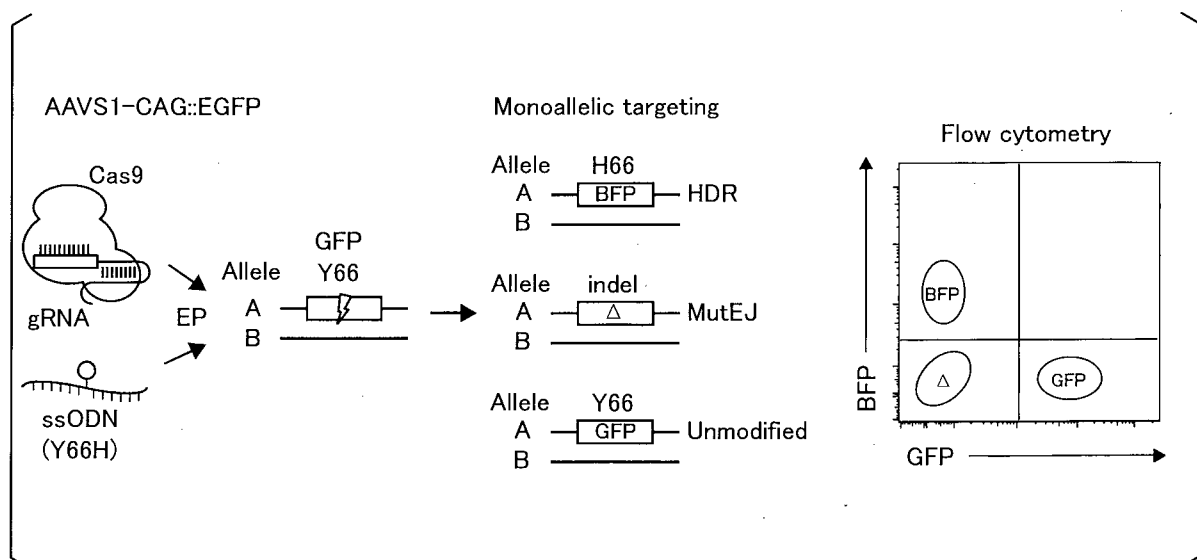 AAVS1-CAG::EGFP
Cas9
gRNA
EP
ssODN
(Y66H)
GFP
Y66
Allele
A
B
Monoallelic targeting
Allele H66
A BFP HDR
B
Allele indel
A Δ MutEJ
B
Allele Y66
A GFP Unmodified
B
Flow cytometry
BFP
BFP
Δ
GFP
GFP